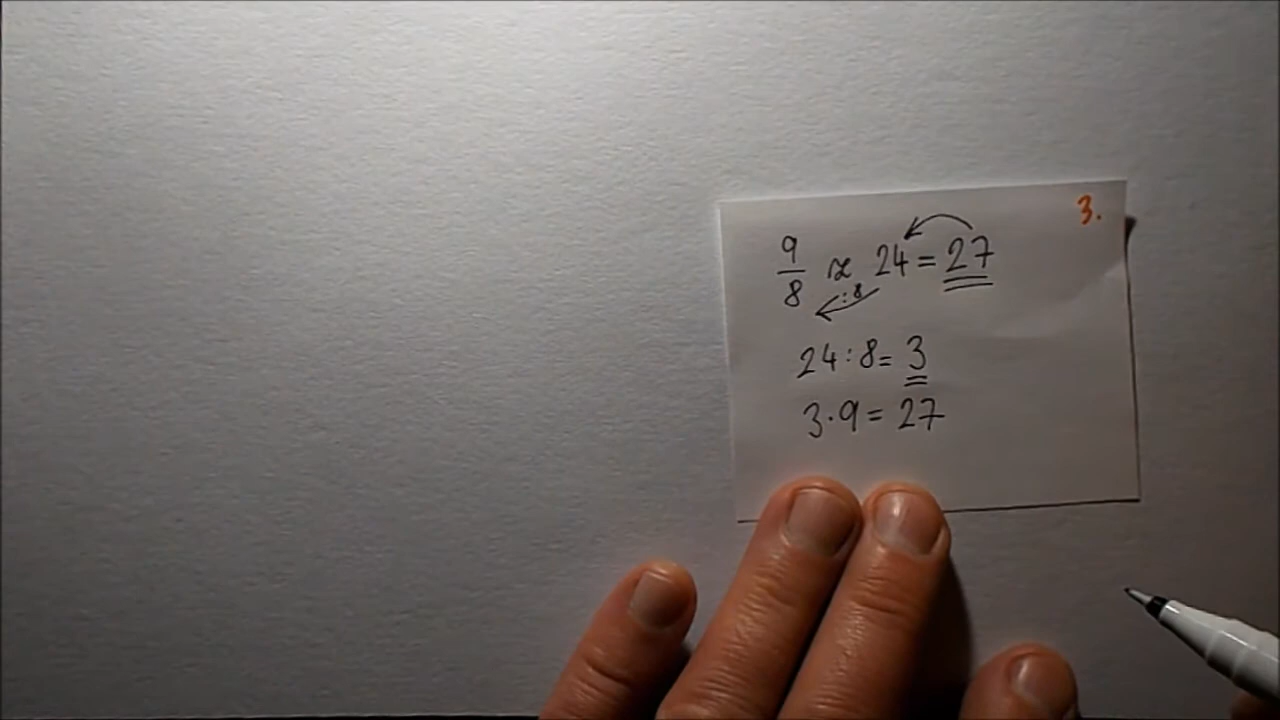 3.
9/8 z 24 = 27
:8
24:8= 3
3·9 = 27